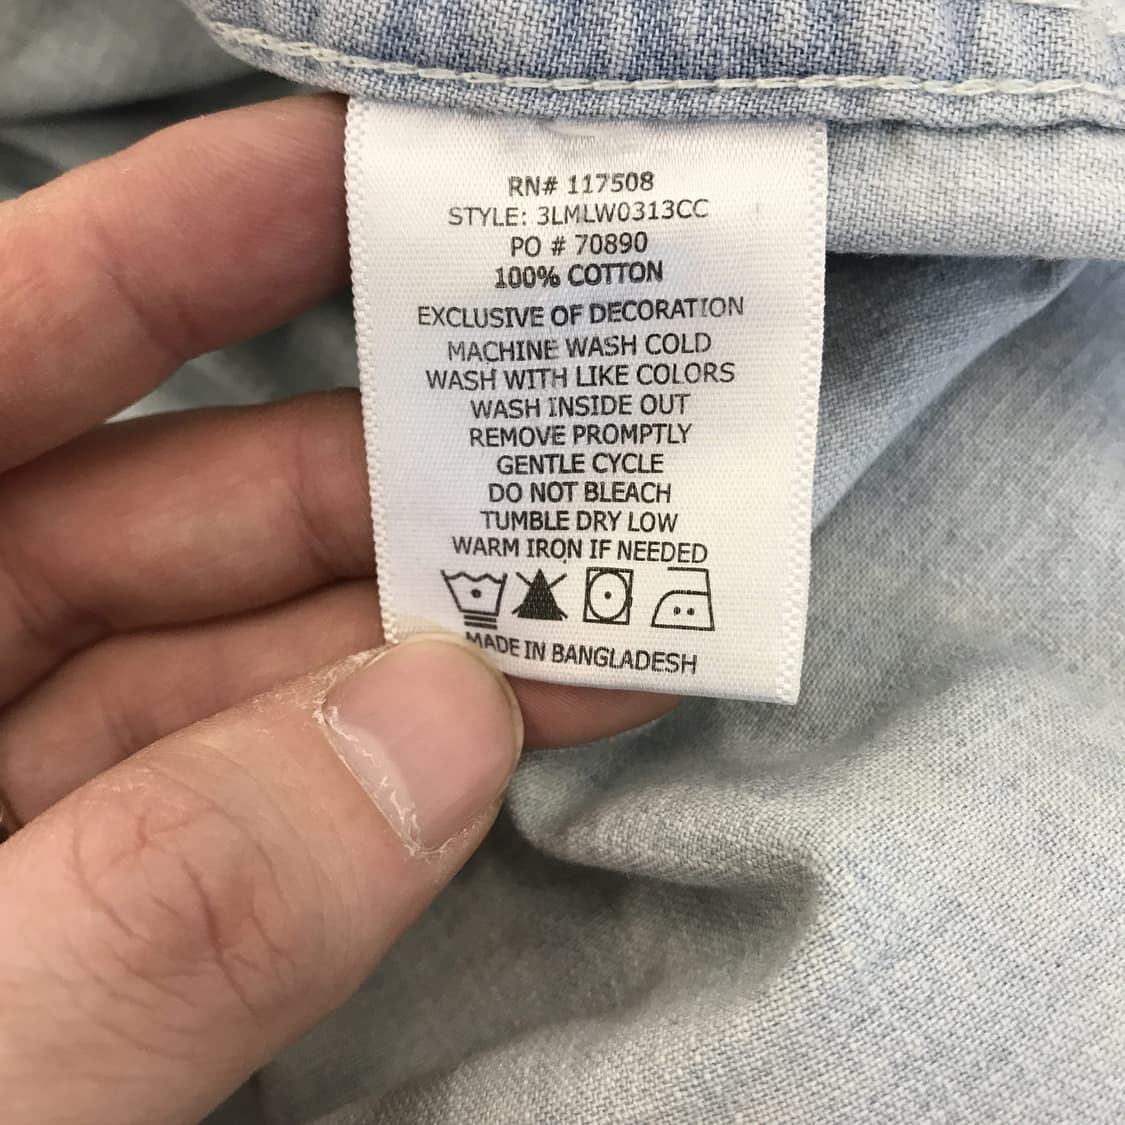 RN# 117508
STYLE: 3LMLW0313CC
PO # 70890
100% COTTON
EXCLUSIVE OF DECORATION
MACHINE WASH COLD
WASH WITH LIKE COLORS
WASH INSIDE OUT
REMOVE PROMPTLY
GENTLE CYCLE
DO NOT BLEACH
TUMBLE DRY LOW
WARM IRON IF NEEDED
MADE IN BANGLADESH